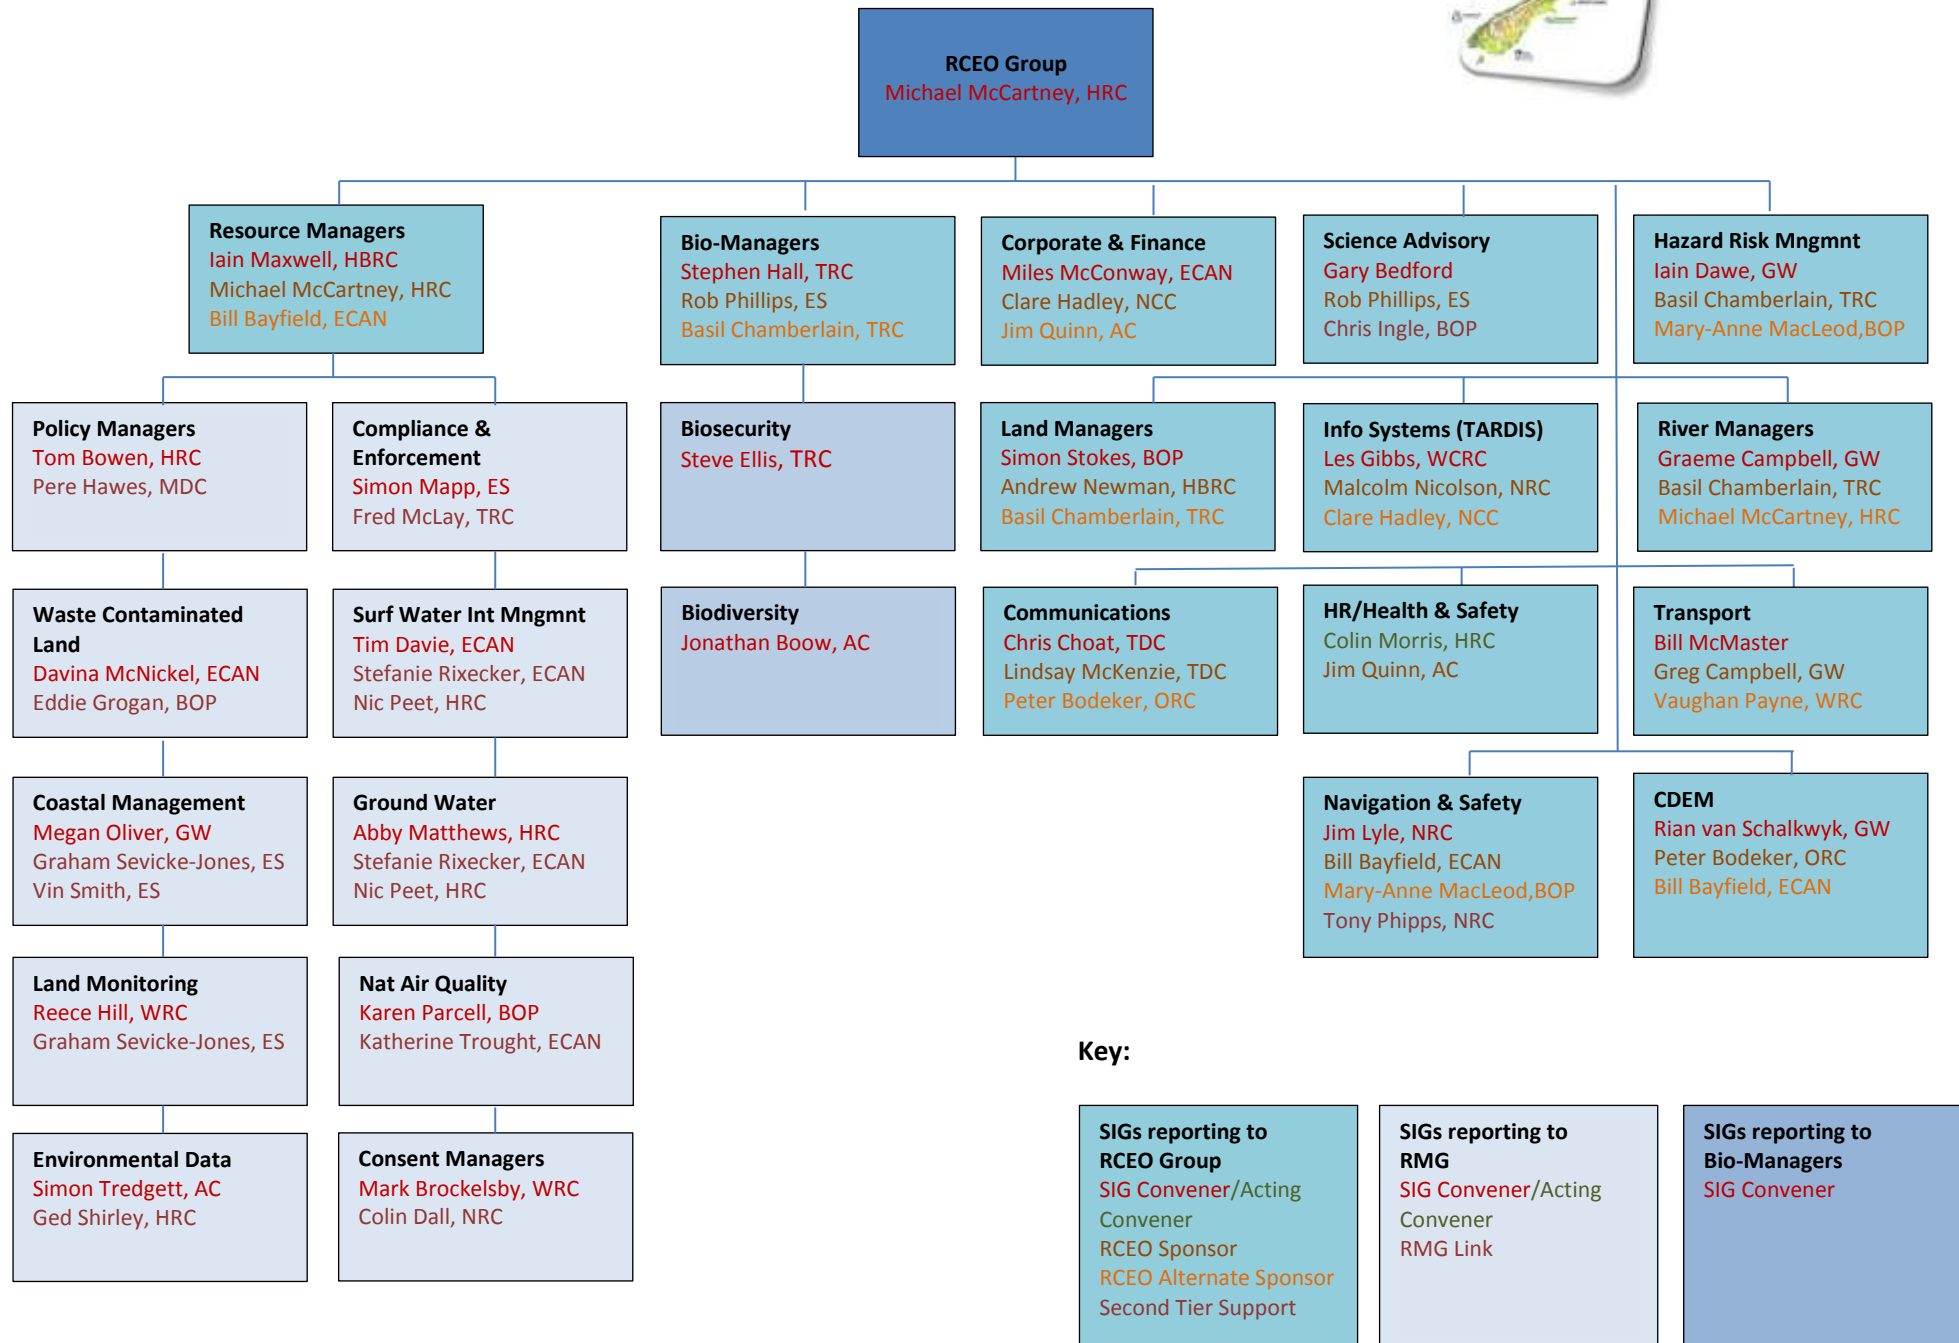 RCEO Group
Michael McCartney, HRC
Resource Managers
Iain Maxwell, HBRC
Michael McCartney, HRC
Bill Bayfield, ECAN
Bio-Managers
Stephen Hall, TRC
Rob Phillips, ES
Basil Chamberlain, TRC
Corporate & Finance
Miles McConway, ECAN
Clare Hadley, NCC
Jim Quinn, AC
Science Advisory
Gary Bedford
Rob Phillips, ES
Chris Ingle, BOP
Hazard Risk Mngmnt
Iain Dawe, GW
Basil Chamberlain, TRC
Mary-Anne MacLeod,BOP
Policy Managers
Tom Bowen, HRC
Pere Hawes, MDC
Compliance &
Enforcement
Simon Mapp, ES
Fred McLay, TRC
Biosecurity
Steve Ellis, TRC
Land Managers
Simon Stokes, BOP
Andrew Newman, HBRC
Basil Chamberlain, TRC
Info Systems (TARDIS)
Les Gibbs, WCRC
Malcolm Nicolson, NRC
Clare Hadley, NCC
River Managers
Graeme Campbell, GW
Basil Chamberlain, TRC
Michael McCartney, HRC
Waste Contaminated
Land
Davina McNickel, ECAN
Eddie Grogan, BOP
Surf Water Int Mngmnt
Tim Davie, ECAN
Stefanie Rixecker, ECAN
Nic Peet, HRC
Biodiversity
Jonathan Boow, AC
Communications
Chris Choat, TDC
Lindsay McKenzie, TDC
Peter Bodeker, ORC
HR/Health & Safety
Colin Morris, HRC
Jim Quinn, AC
Transport
Bill McMaster
Greg Campbell, GW
Vaughan Payne, WRC
Coastal Management
Megan Oliver, GW
Graham Sevicke-Jones, ES
Vin Smith, ES
Ground Water
Abby Matthews, HRC
Stefanie Rixecker, ECAN
Nic Peet, HRC
Navigation & Safety
Jim Lyle, NRC
Bill Bayfield, ECAN
Mary-Anne MacLeod,BOP
Tony Phipps, NRC
CDEM
Rian van Schalkwyk, GW
Peter Bodeker, ORC
Bill Bayfield, ECAN
Land Monitoring
Reece Hill, WRC
Graham Sevicke-Jones, ES
Nat Air Quality
Karen Parcell, BOP
Katherine Trought, ECAN
Environmental Data
Simon Tredgett, AC
Ged Shirley, HRC
Consent Managers
Mark Brockelsby, WRC
Colin Dall, NRC
Key:
SIGs reporting to
RCEO Group
SIG Convener/Acting
Convener
RCEO Sponsor
RCEO Alternate Sponsor
Second Tier Support
SIGs reporting to
RMG
SIG Convener/Acting
Convener
RMG Link
SIGs reporting to
Bio-Managers
SIG Convener